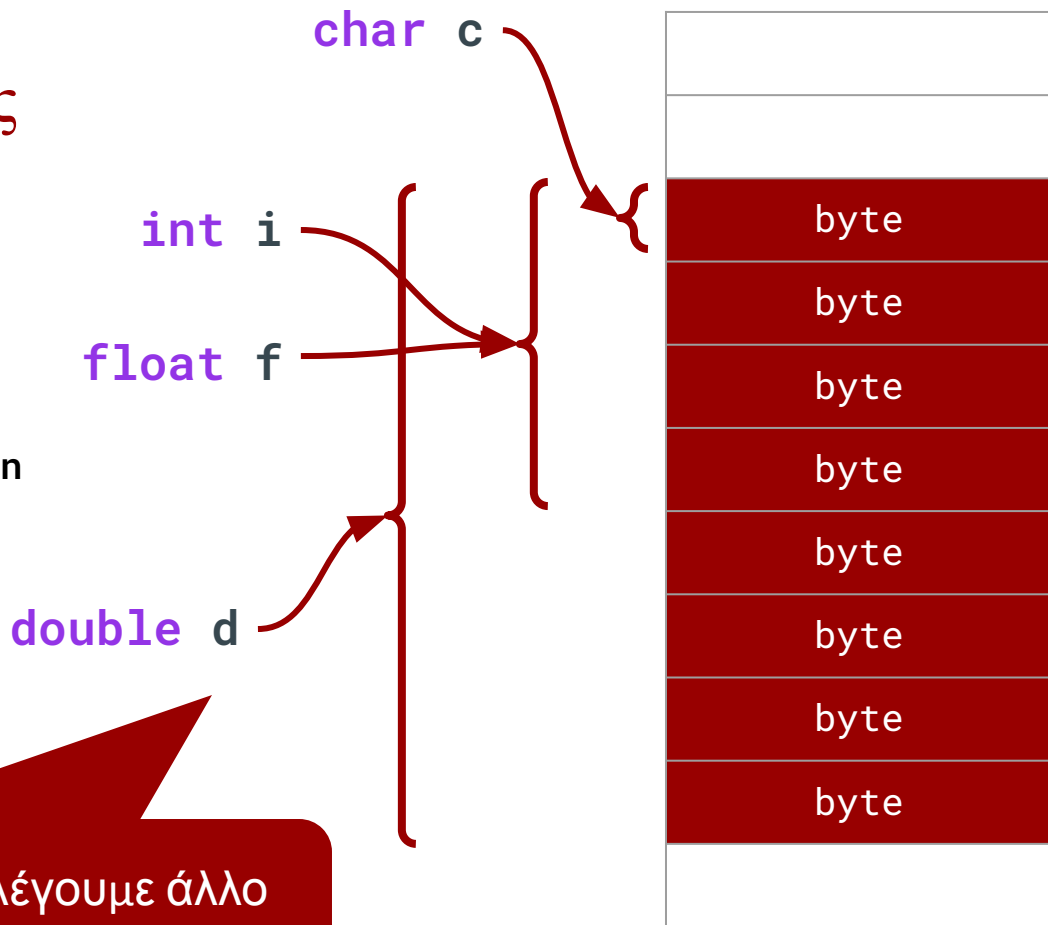 char c
ς
byte
int i
byte
float f
byte
n
byte
byte
double d
byte
byte
byte
λέγουμε άλλο